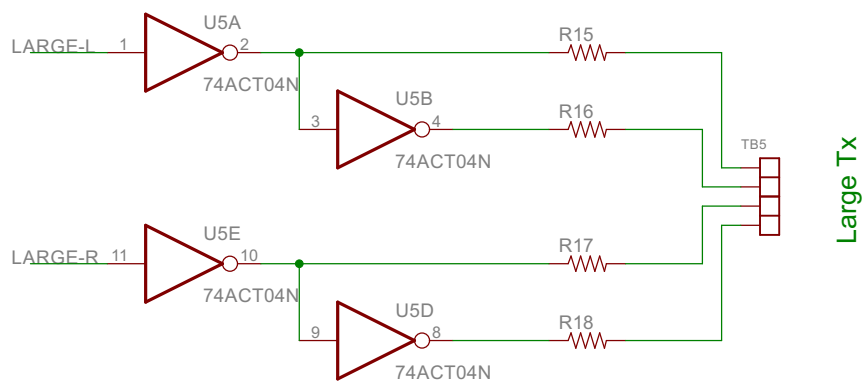 U5A
LARGE-L
1
2
74ACT04N
R15
U5B
3
4
74ACT04N
R16
TB5
Large Tx
U5E
LARGE-R
11
10
74ACT04N
R17
U5D
9
8
74ACT04N
R18